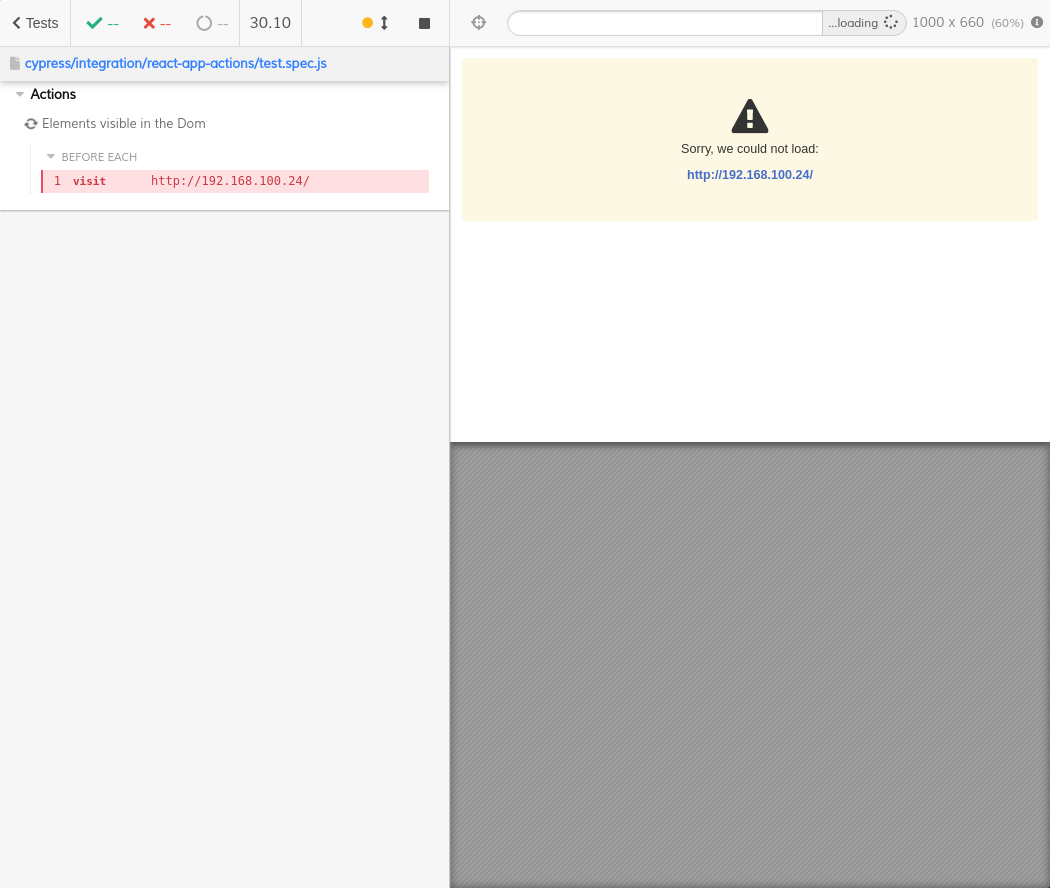 Tests -- -- -- 30.10
...loading 1000 x 660 (60%)
cypress/integration/react-app-actions/test.spec.js
Actions
Elements visible in the Dom
BEFORE EACH
1 visit http://192.168.100.24/
Sorry, we could not load:
http://192.168.100.24/